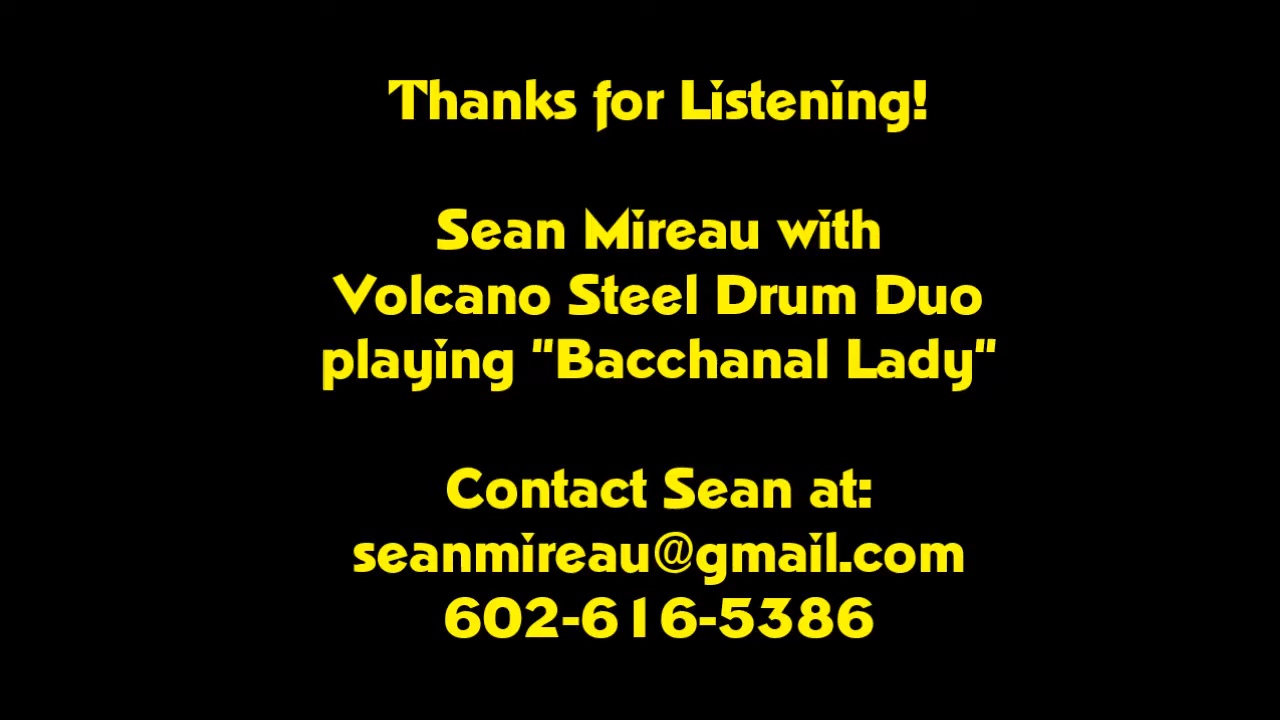 Thanks for Listening!
Sean Mireau with
Volcano Steel Drum Duo
playing "Bacchanal Lady"
Contact Sean at:
seanmireau@gmail.com
602-616-5386